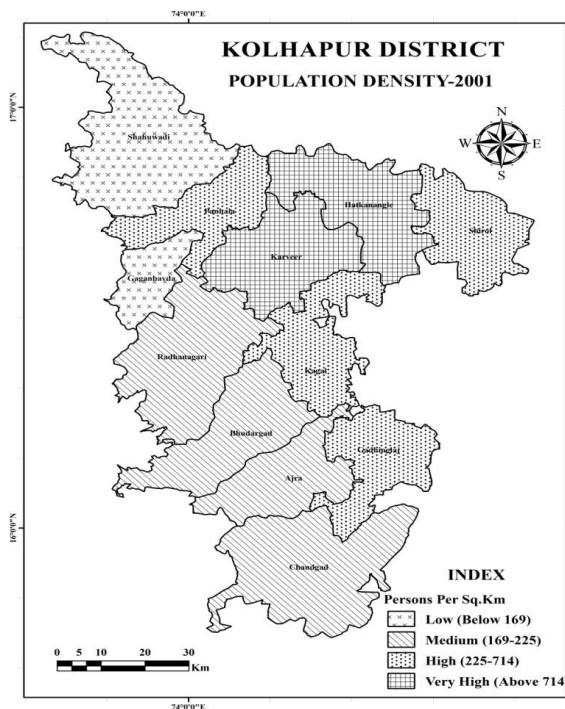 74°0'0"E
KOLHAPUR DISTRICT
POPULATION DENSITY-2001
17°0'0"N
N
W E
S
Shahuwadi
Panhala
Hatkanangle
Shirol
Karveer
Gaganbavda
Radhanagari
Kagal
Bhudargad
Gadhinglaj
Ajra
16°0'0"N
Chandgad
INDEX
Persons Per Sq.Km
Low (Below 169)
Medium (169-225)
High (225-714)
Very High (Above 714
0 5 10 20 30
Km
74°0'0"E